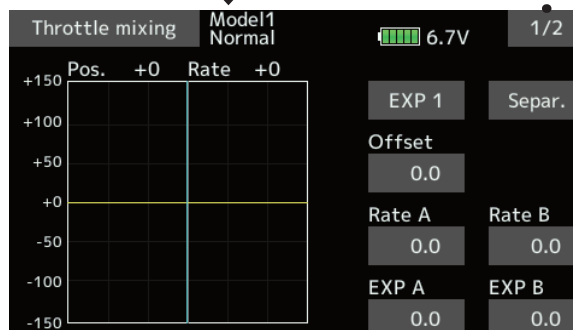 Throttle mixing
Model1
Normal
6.7V
1/2
Pos. +0 Rate +0
+150
+100
+50
+0
-50
-100
-150
EXP 1
Separ.
Offset
0.0
Rate A Rate B
0.0 0.0
EXP A EXP B
0.0 0.0